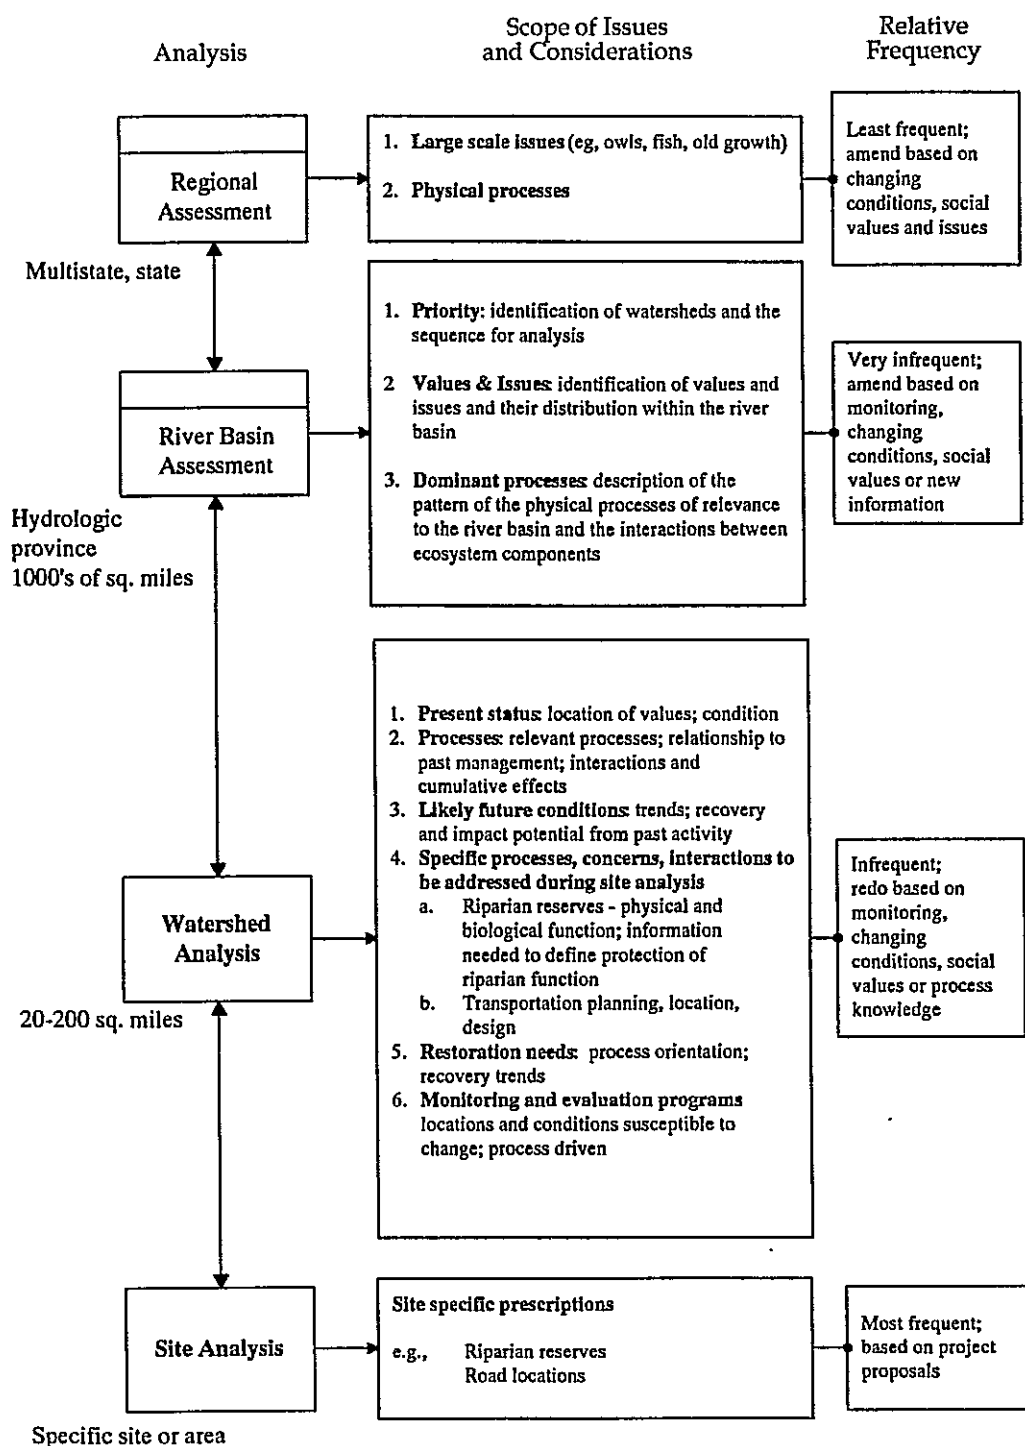 Analysis
Scope of Issues
and Considerations
Relative
Frequency
Regional
Assessment
Multistate, state
1. Large scale issues (eg, owls, fish, old growth)
2. Physical processes
Least frequent;
amend based on
changing
conditions, social
values and issues
River Basin
Assessment
Hydrologic
province
1000's of sq. miles
1. Priority: identification of watersheds and the
sequence for analysis
2 Values & Issues: identification of values and
issues and their distribution within the river
basin
3. Dominant processes: description of the
pattern of the physical processes of relevance
to the river basin and the interactions between
ecosystem components
Very infrequent;
amend based on
monitoring,
changing
conditions, social
values or new
information
Watershed
Analysis
20-200 sq. miles
1. Present status: location of values; condition
2. Processes: relevant processes; relationship to
past management; interactions and
cumulative effects
3. Likely future conditions: trends; recovery
and impact potential from past activity
4. Specific processes, concerns, interactions to
be addressed during site analysis
a. Riparian reserves - physical and
biological function; information
needed to define protection of
riparian function
b. Transportation planning, location,
design
5. Restoration needs: process orientation;
recovery trends
6. Monitoring and evaluation programs
locations and conditions susceptible to
change; process driven
Infrequent;
redo based on
monitoring,
changing
conditions, social
values or process
knowledge
Site Analysis
Specific site or area
Site specific prescriptions
e.g., Riparian reserves
Road locations
Most frequent;
based on project
proposals